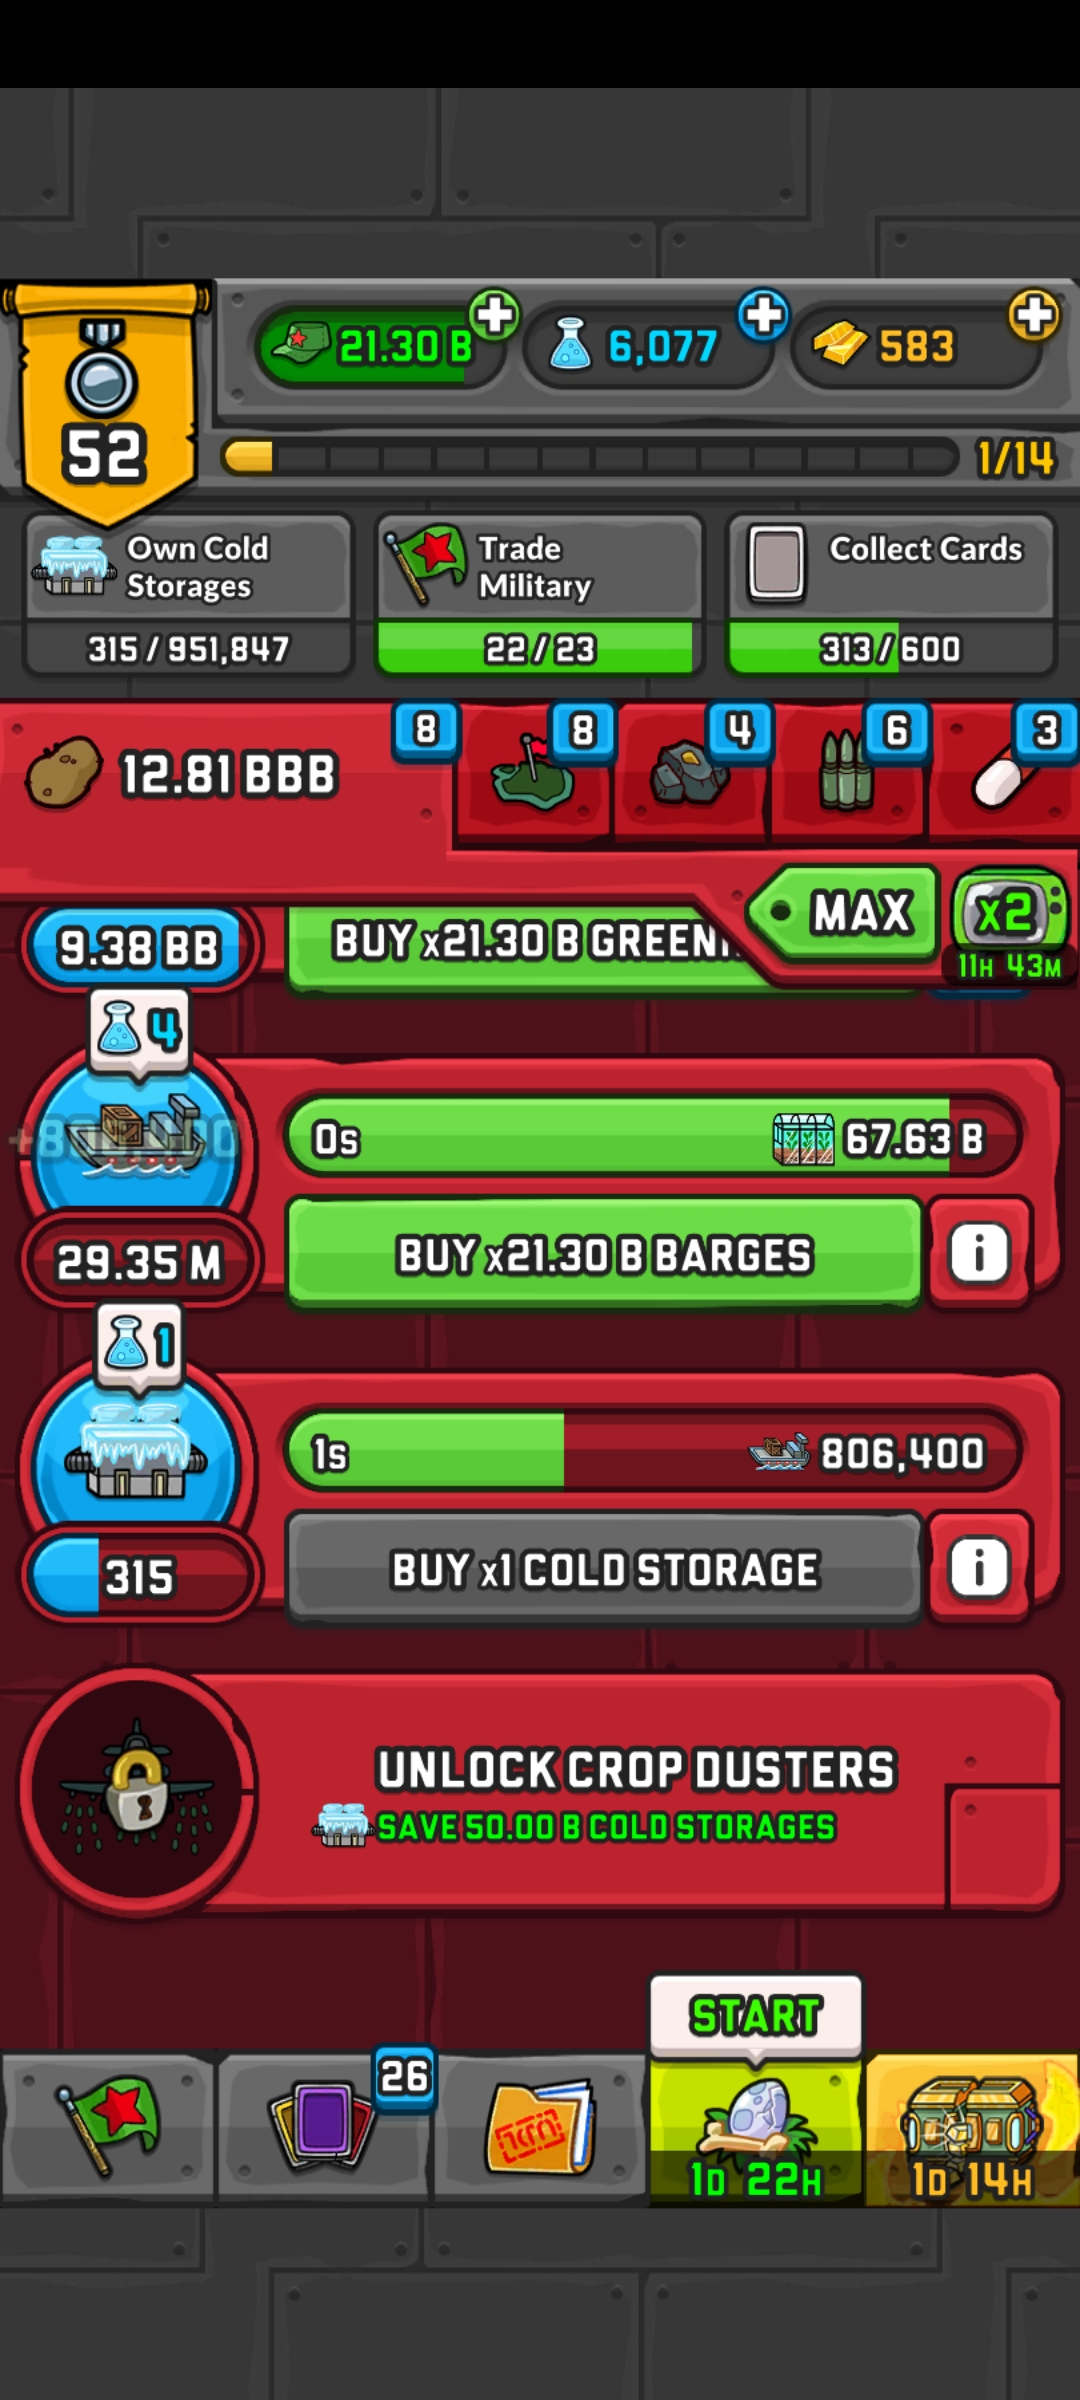 21.30 B
6,077
583
52
1/14
Own Cold
Storages
315 / 951,847
Trade
Military
22 / 23
Collect Cards
313 / 600
12.81 BBB
8
8
4
6
3
MAX
x2
11H 43M
9.38 BB
BUY x21.30 B
4
0s
67.63 B
29.35 M
BUY x21.30 B BARGES
i
1
1s
806,400
315
BUY x1 COLD STORAGE
i
UNLOCK CROP DUSTERS
SAVE 50.00 B COLD STORAGES
START
26
1D 22H
1D 14H